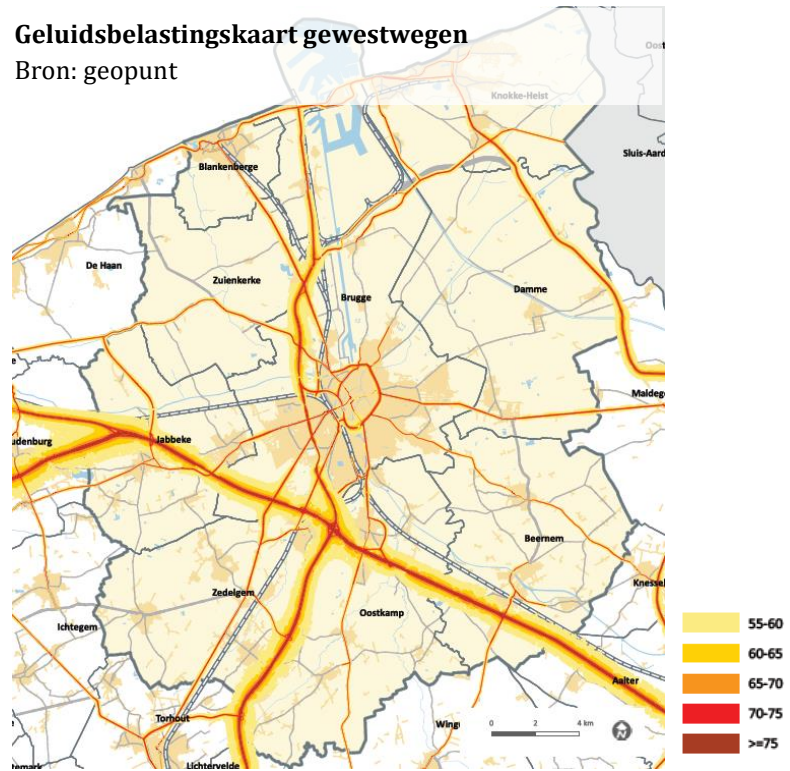 Geluidsbelastingskaart gewestwegen
Bron: geopunt
Knokke-Heist
Sluis-Aard
Blankenberge
De Haan
Zuienkerke
Brugge
Damme
Maldege
udenburg
Jabbeke
Beernem
Knessel
Zedelgem
Oostkamp
Ichtegem
Aalter
Torhout
Wing
0 2 4 km
Lichtervelde
temark
55-60
60-65
65-70
70-75
>=75